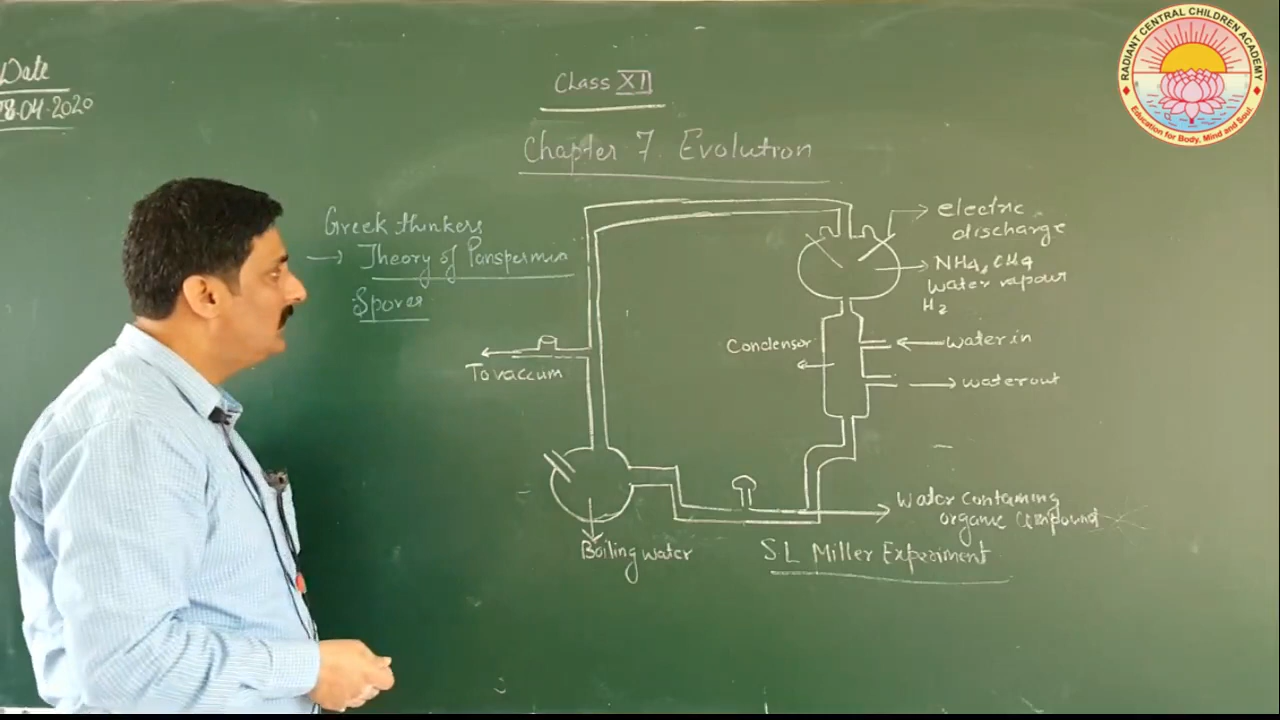 Date
28.04.2020
Class XII
Chapter 7. Evolution
Greek thinkers
→ Theory of Panspermia
Spores
To vaccum
Boiling water
electric
discharge
NH4, CH4
Water vapour
H2
Condensor
Water in
Water out
Water containing
organic compound
S L Miller Experiment
RADIANT CENTRAL CHILDREN ACADEMY
Education for Body, Mind and Soul